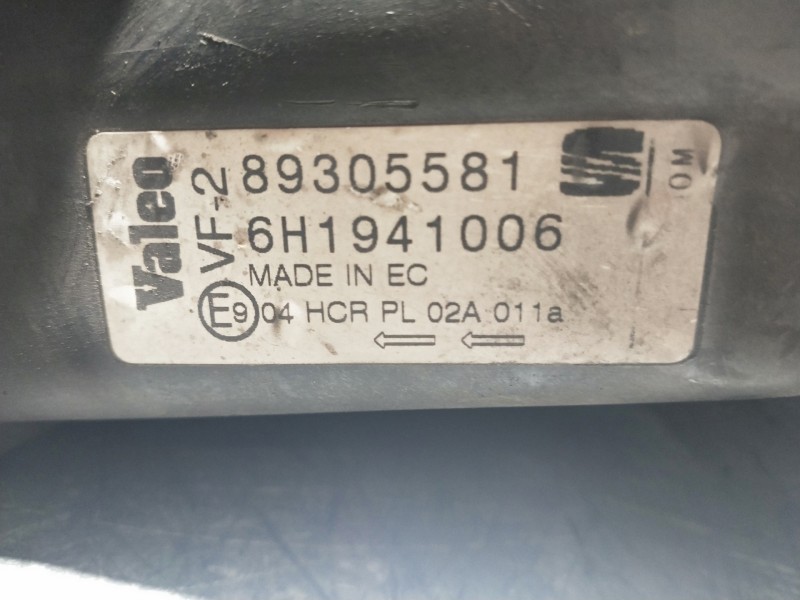 Valeo
VF-2
89305581
6H1941006
MADE IN EC
E9 04 HCR PL 02A 011a
OM